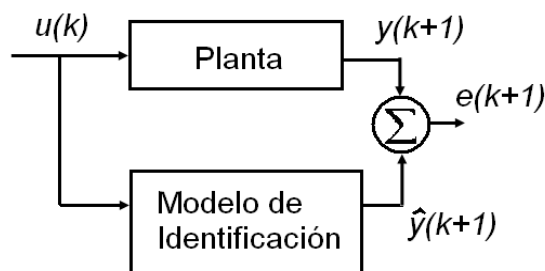 u(k)
Planta
y(k+1)
Σ
e(k+1)
Modelo de
Identificación
ŷ(k+1)